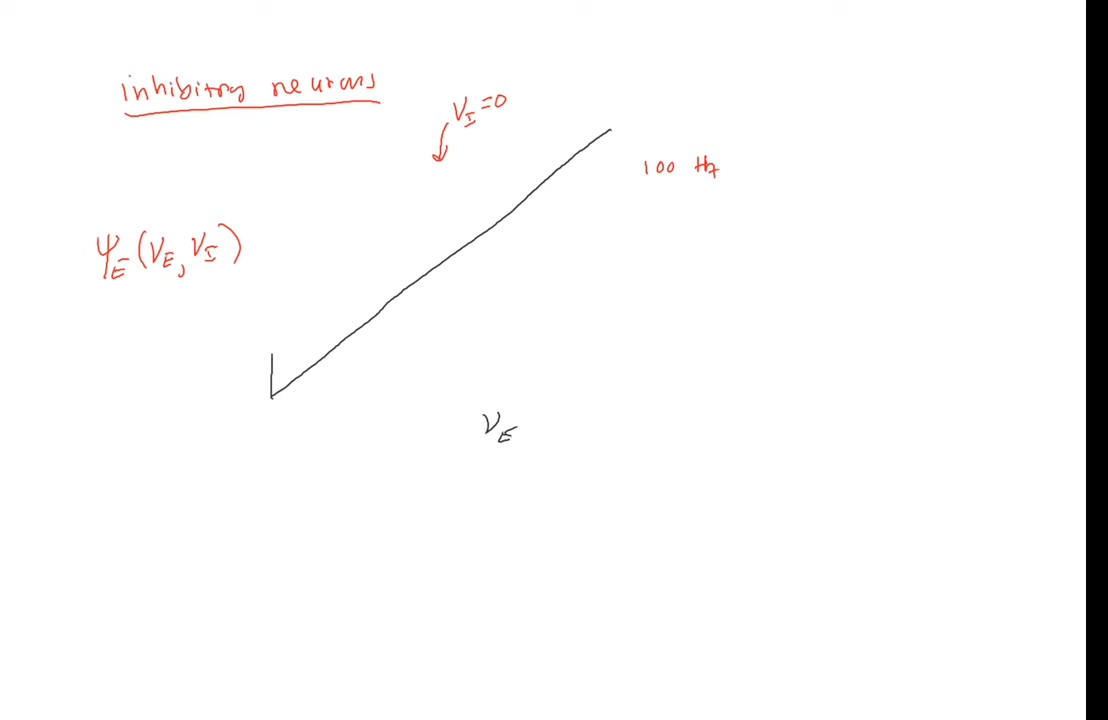 inhibitory neurons
ν_I=0
100 Hz
ψ_E(ν_E, ν_I)
ν_E